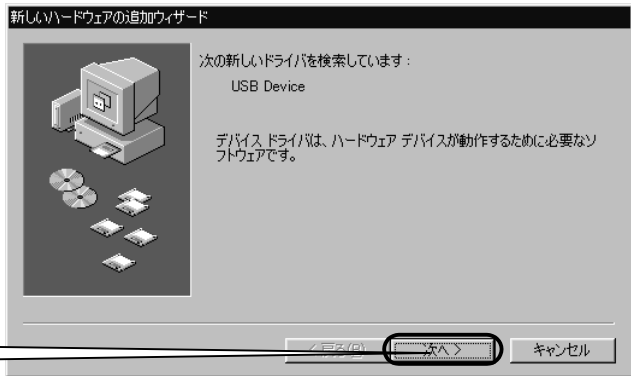 新しいハードウェアの追加ウィザード
次の新しいドライバを検索しています：
USB Device
デバイス ドライバは、ハードウェア デバイスが動作するために必要なソ
フトウェアです。
< 戻る(B) 次へ > キャンセル